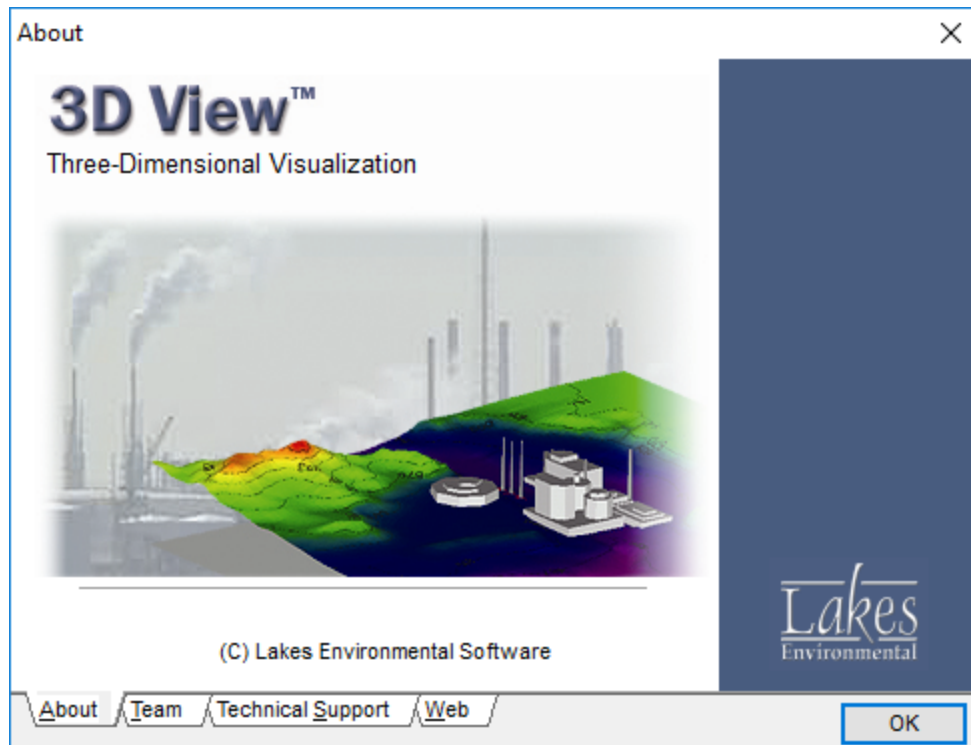 About
3D View™
Three-Dimensional Visualization
(C) Lakes Environmental Software
Lakes
Environmental
About Team Technical Support Web
OK